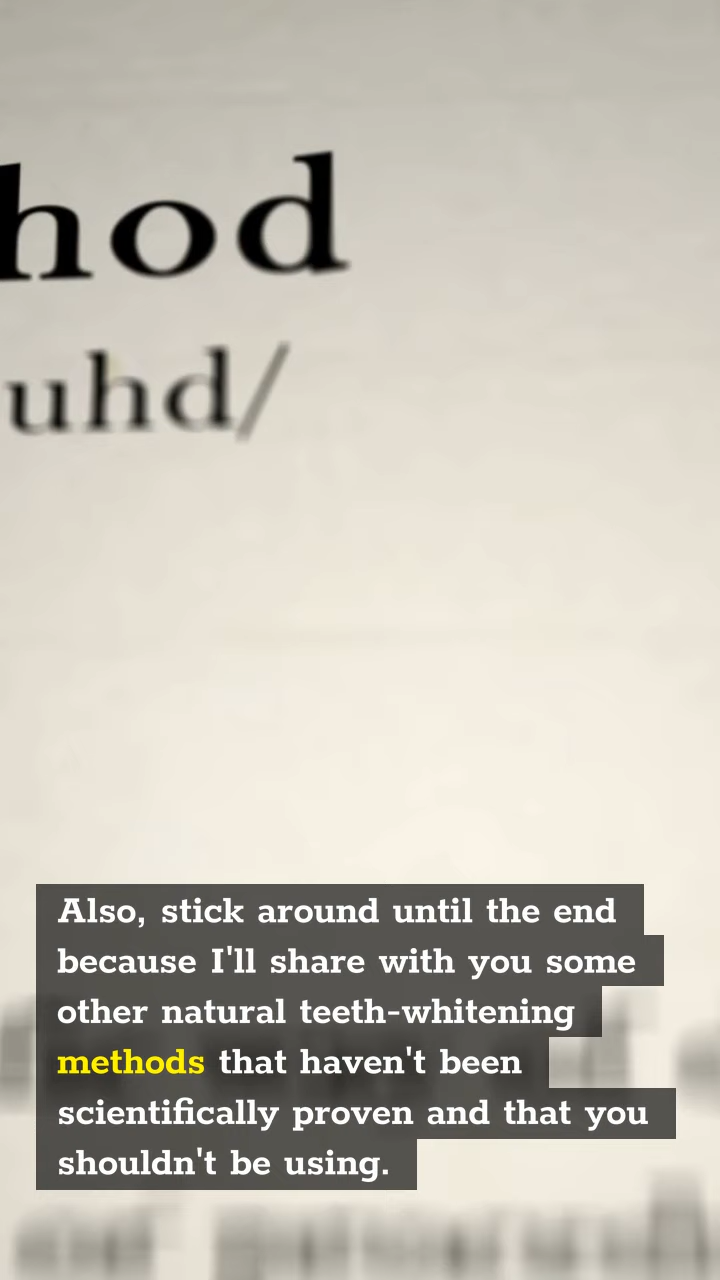 hod
uhd/
Also, stick around until the end
because I'll share with you some
other natural teeth-whitening
methods that haven't been
scientifically proven and that you
shouldn't be using.